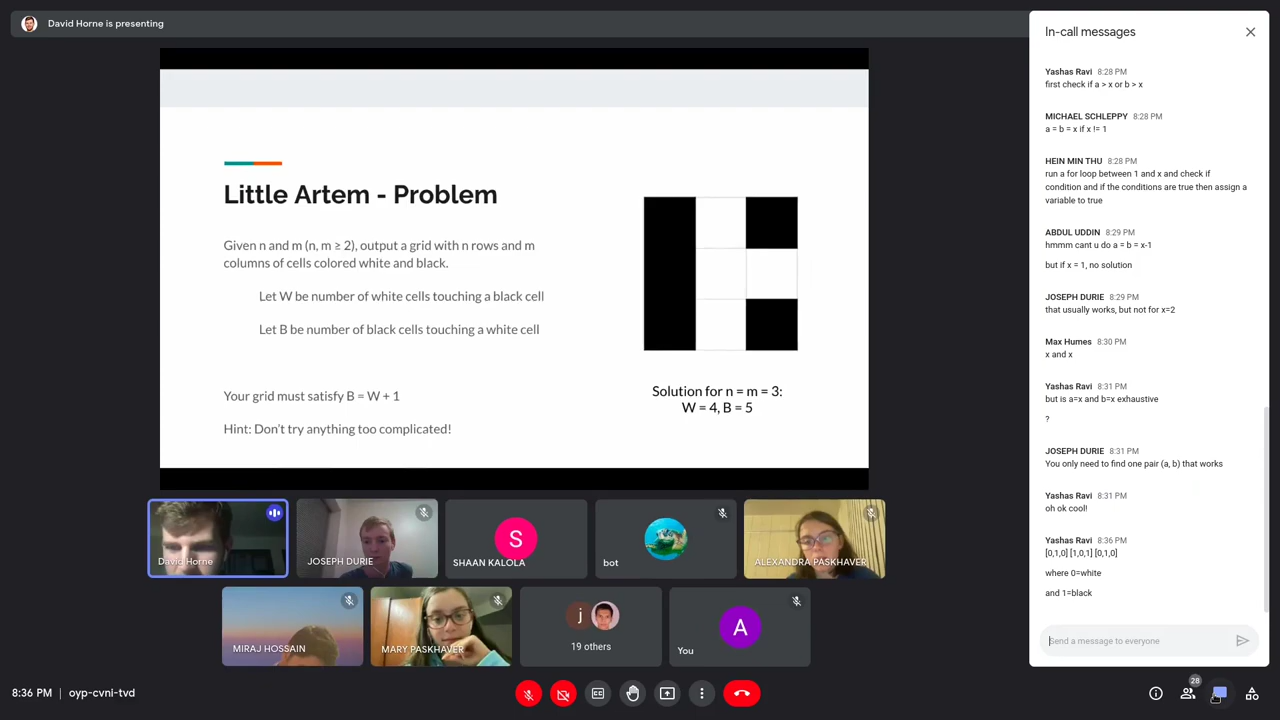 David Horne is presenting
Little Artem - Problem
Given n and m (n, m ≥ 2), output a grid with n rows and m
columns of cells colored white and black.
Let W be number of white cells touching a black cell
Let B be number of black cells touching a white cell
Your grid must satisfy B = W + 1
Hint: Don't try anything too complicated!
Solution for n = m = 3:
W = 4, B = 5
David Horne
JOSEPH DURIE
S
SHAAN KALOLA
bot
ALEXANDRA PASKHAVER
MIRAJ HOSSAIN
MARY PASKHAVER
j
19 others
A
You
8:36 PM | oyp-cvni-tvd
In-call messages
Yashas Ravi 8:28 PM
first check if a > x or b > x
MICHAEL SCHLEPPY 8:28 PM
a = b = x if x != 1
HEIN MIN THU 8:28 PM
run a for loop between 1 and x and check if
condition and if the conditions are true then assign a
variable to true
ABDUL UDDIN 8:29 PM
hmmm cant u do a = b = x-1
but if x = 1, no solution
JOSEPH DURIE 8:29 PM
that usually works, but not for x=2
Max Humes 8:30 PM
x and x
Yashas Ravi 8:31 PM
but is a=x and b=x exhaustive
?
JOSEPH DURIE 8:31 PM
You only need to find one pair (a, b) that works
Yashas Ravi 8:31 PM
oh ok cool!
Yashas Ravi 8:36 PM
[0,1,0] [1,0,1] [0,1,0]
where 0=white
and 1=black
Send a message to everyone
28